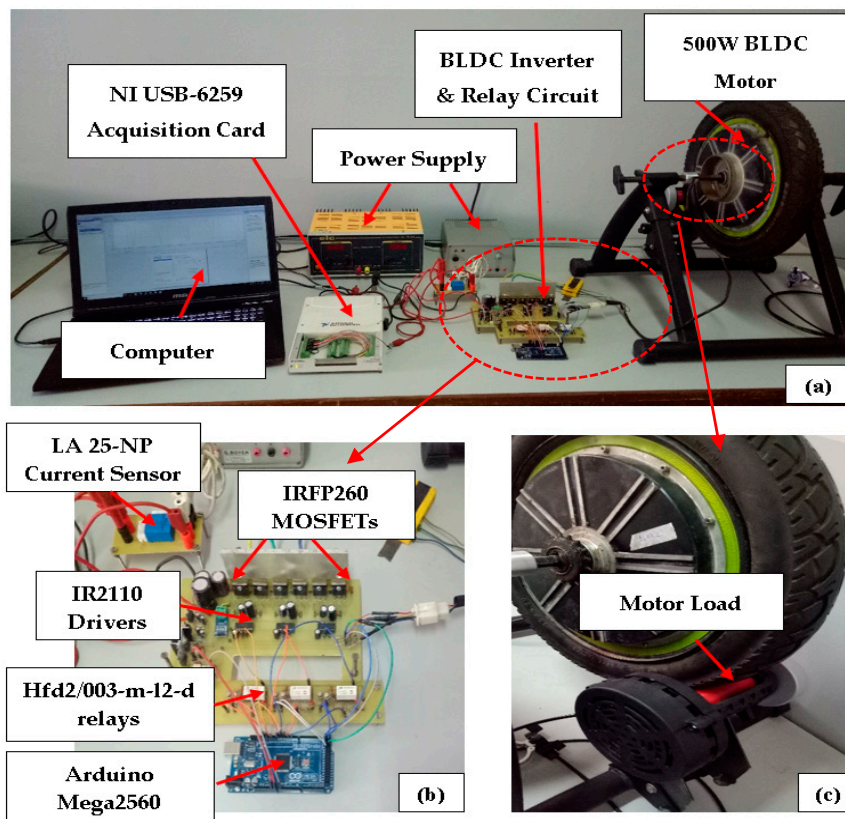 500W BLDC
Motor
BLDC Inverter
& Relay Circuit
NI USB-6259
Acquisition Card
Power Supply
Computer
(a)
LA 25-NP
Current Sensor
IRFP260
MOSFETs
IR2110
Drivers
Hfd2/003-m-l2-d
relays
Arduino
Mega2560
(b)
Motor Load
(c)